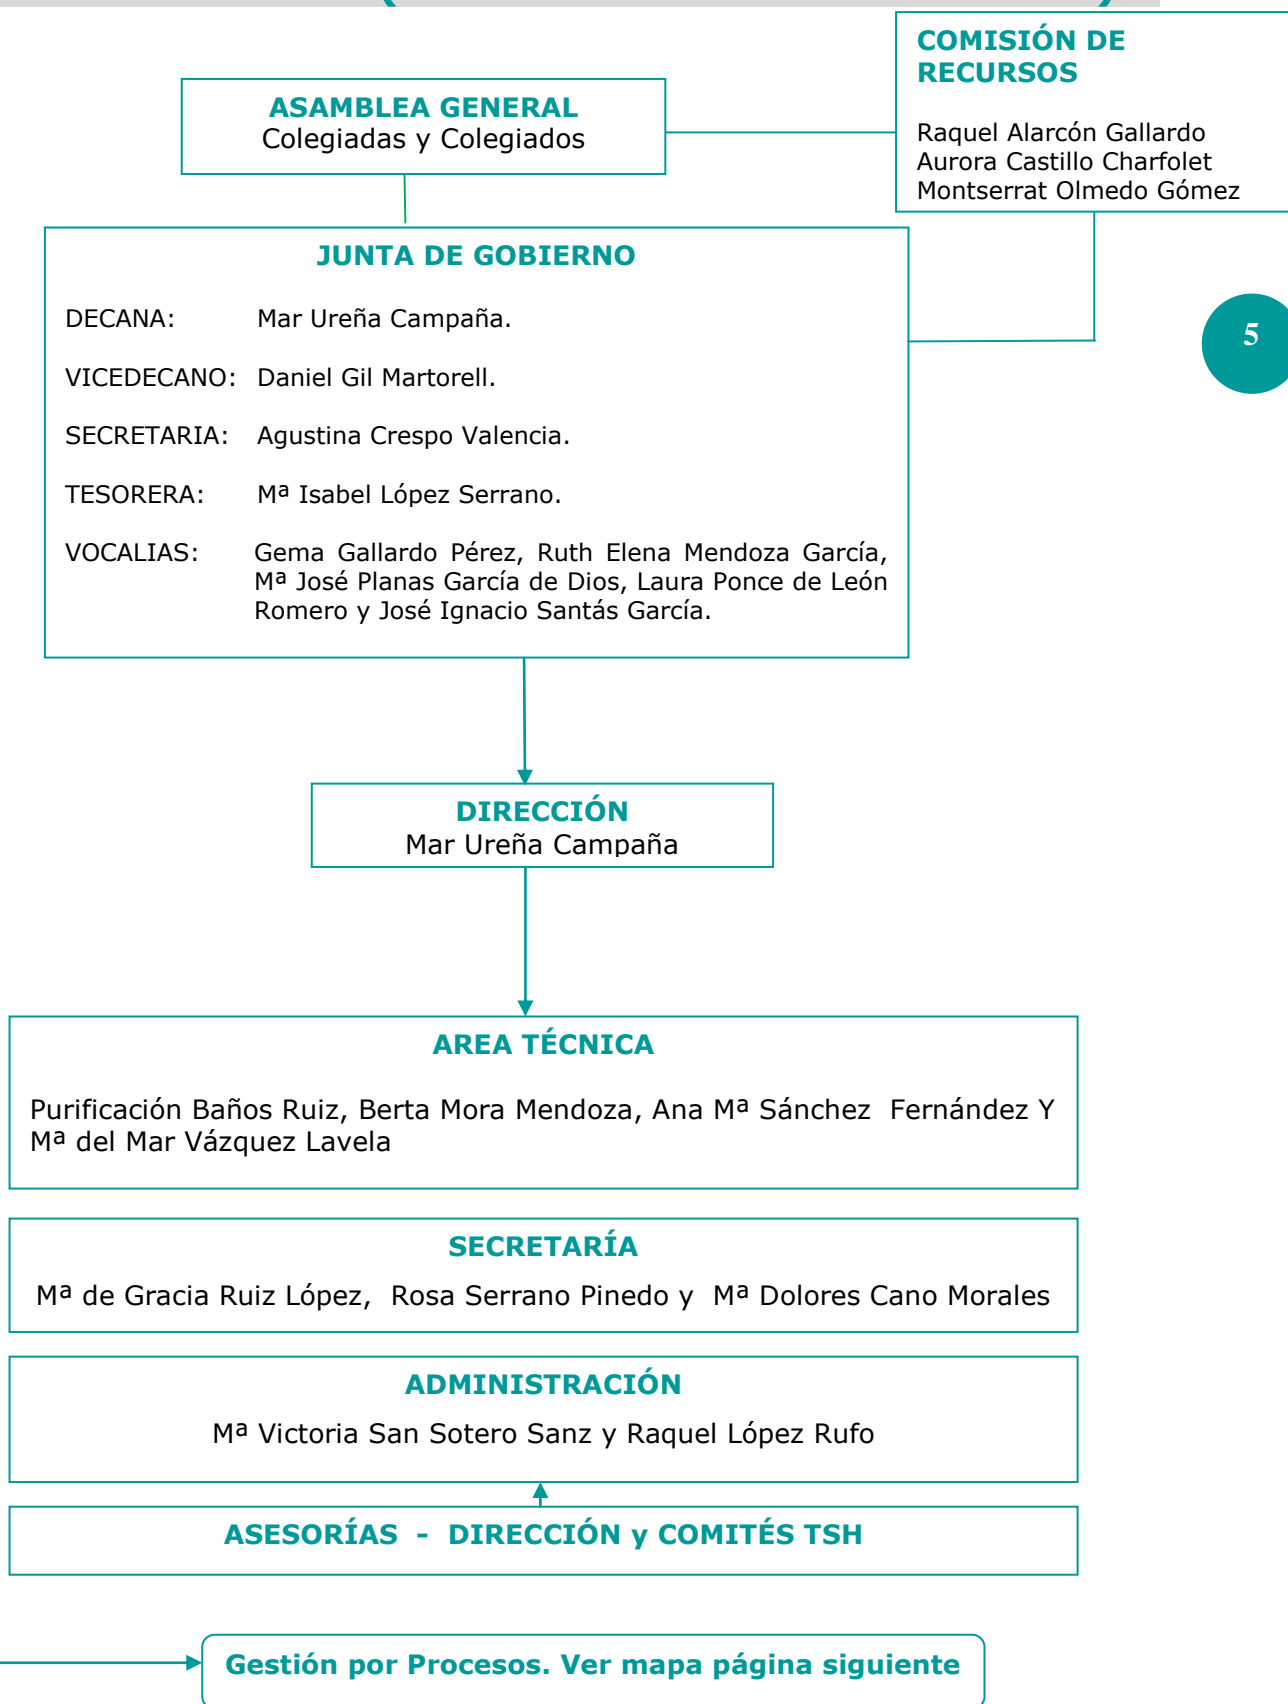 COMISIÓN DE
RECURSOS
Raquel Alarcón Gallardo
Aurora Castillo Charfolet
Montserrat Olmedo Gómez
ASAMBLEA GENERAL
Colegiadas y Colegiados
JUNTA DE GOBIERNO
DECANA: Mar Ureña Campaña.
VICEDECANO: Daniel Gil Martorell.
SECRETARIA: Agustina Crespo Valencia.
TESORERA: Mª Isabel López Serrano.
VOCALIAS: Gema Gallardo Pérez, Ruth Elena Mendoza García,
Mª José Planas García de Dios, Laura Ponce de León
Romero y José Ignacio Santás García.
5
DIRECCIÓN
Mar Ureña Campaña
AREA TÉCNICA
Purificación Baños Ruiz, Berta Mora Mendoza, Ana Mª Sánchez Fernández Y
Mª del Mar Vázquez Lavela
SECRETARÍA
Mª de Gracia Ruiz López, Rosa Serrano Pinedo y Mª Dolores Cano Morales
ADMINISTRACIÓN
Mª Victoria San Sotero Sanz y Raquel López Rufo
ASESORÍAS - DIRECCIÓN y COMITÉS TSH
Gestión por Procesos. Ver mapa página siguiente